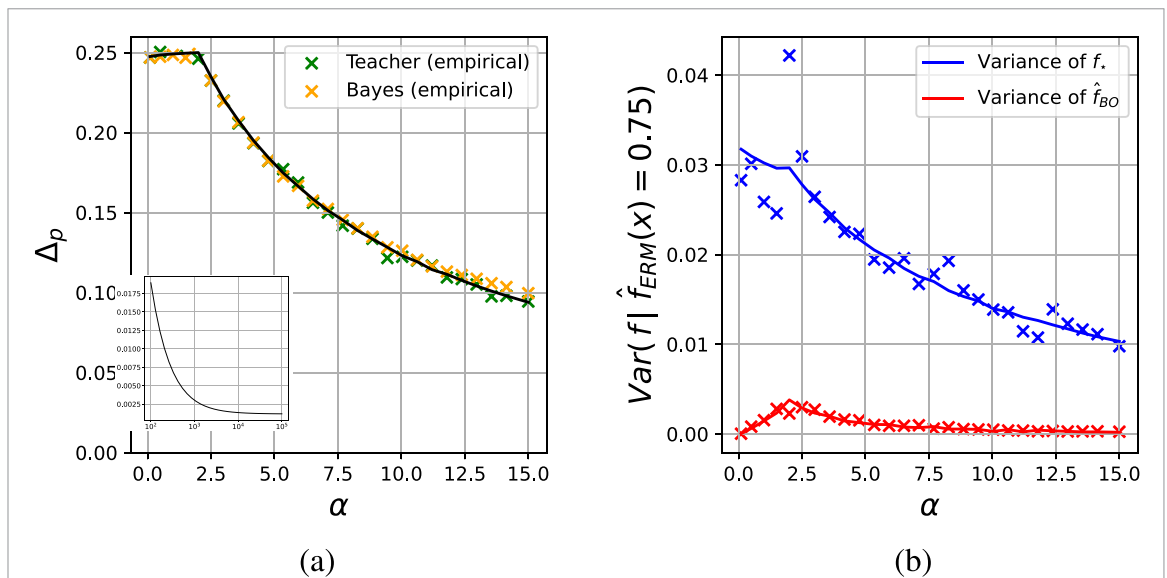 0.25
0.20
0.15
0.10
0.05
0.00
Δp
Teacher (empirical)
Bayes (empirical)
0.0175
0.0150
0.0125
0.0100
0.0075
0.0050
0.0025
10² 10³ 10⁴ 10⁵
0.0 2.5 5.0 7.5 10.0 12.5 15.0
α
(a)
0.04
0.03
0.02
0.01
0.00
Var(f | f̂ERM(x) = 0.75)
Variance of f⋆
Variance of f̂BO
0.0 2.5 5.0 7.5 10.0 12.5 15.0
α
(b)